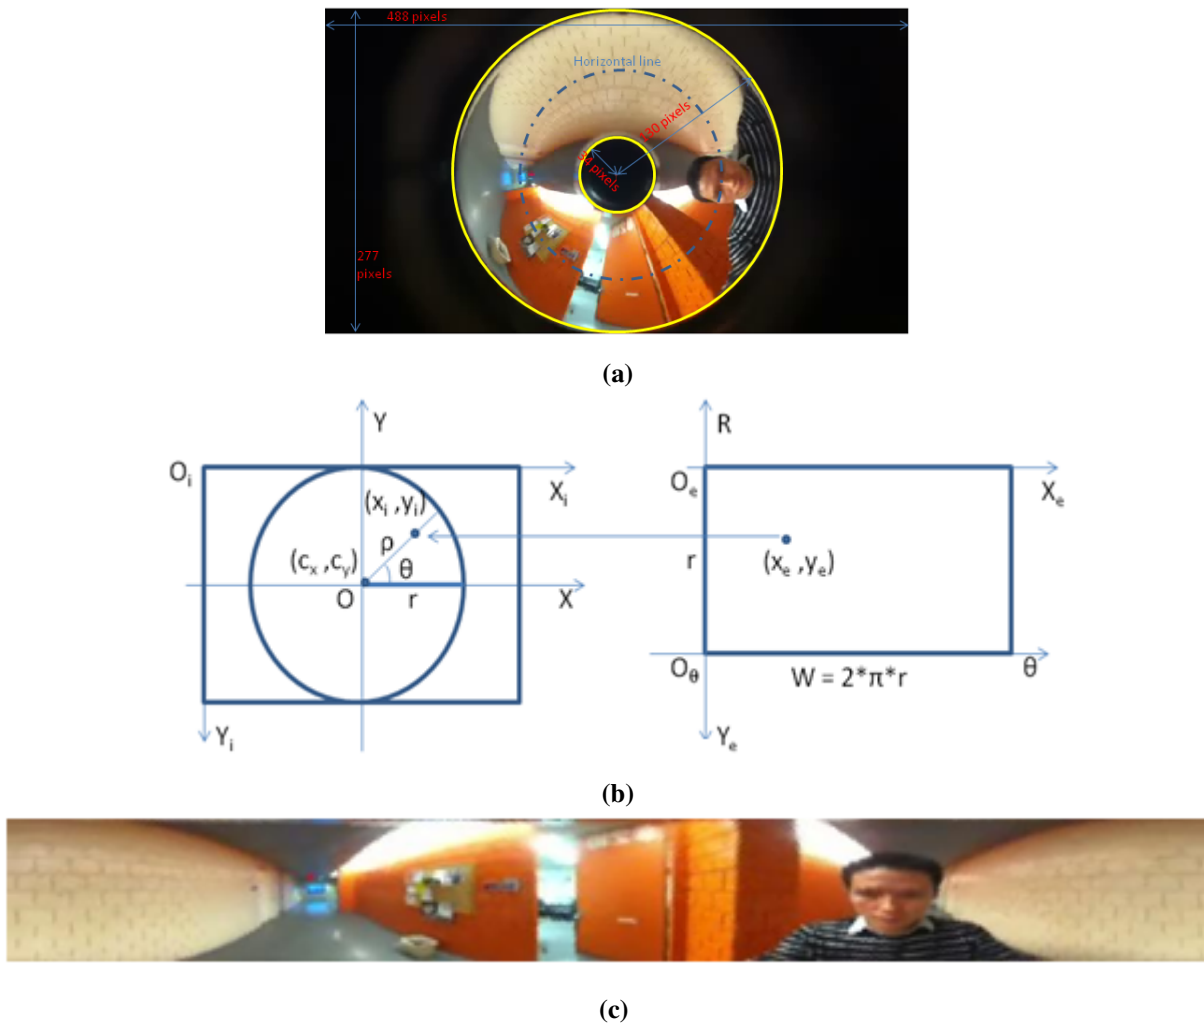 488 pixels
Horizontal line
130 pixels
pixels
277
pixels
(a)
Y
R
Oᵢ
Xᵢ
Oₑ
Xₑ
(xᵢ ,yᵢ)
ρ
(cₓ ,c_y)
θ
(xₑ ,yₑ)
r
O
r
X
Oθ
W = 2*π*r
θ
Yᵢ
Yₑ
(b)
(c)